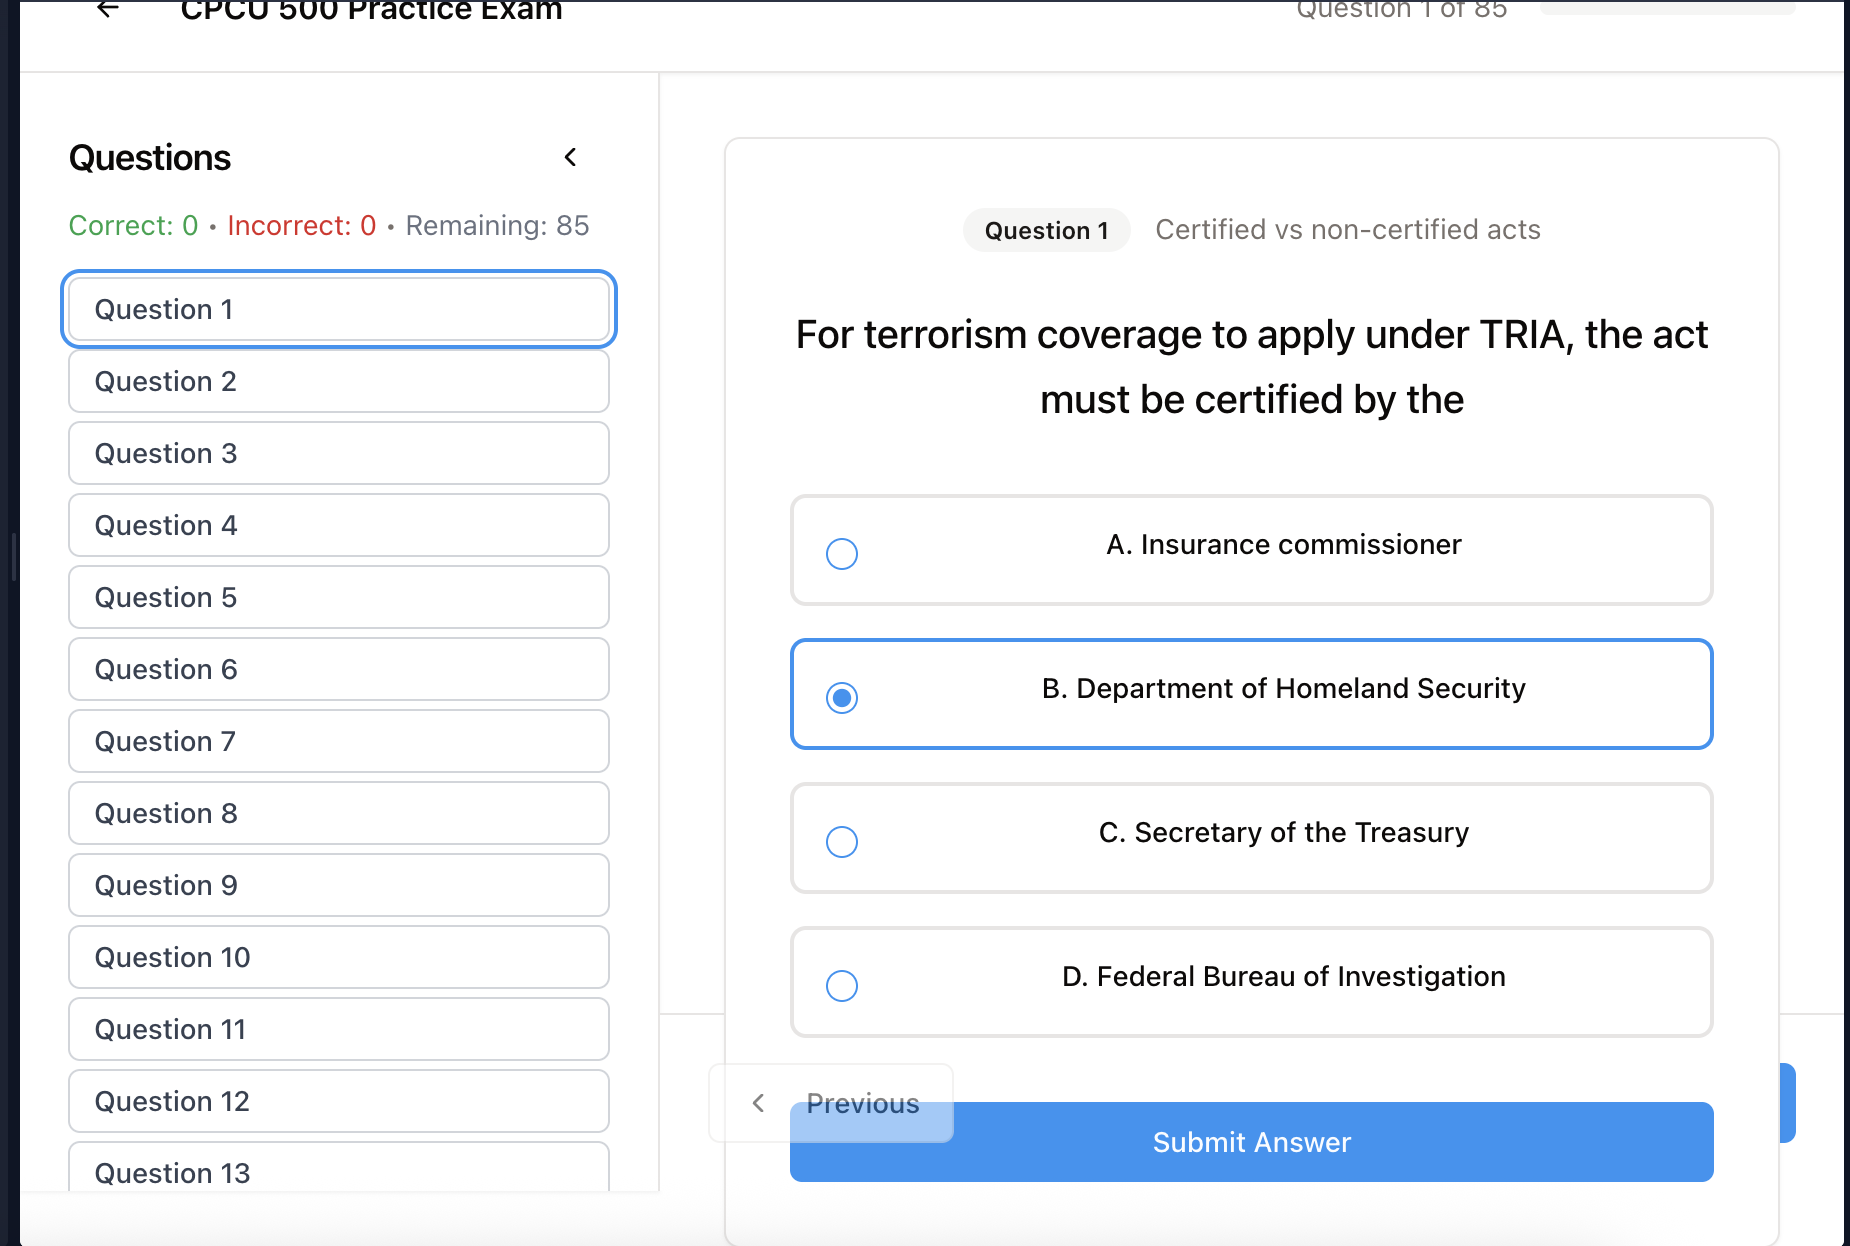 CPCU 500 Practice Exam
Question 1 of 85
Questions
Correct: 0 • Incorrect: 0 • Remaining: 85
Question 1
Question 2
Question 3
Question 4
Question 5
Question 6
Question 7
Question 8
Question 9
Question 10
Question 11
Question 12
Question 13
Question 1 Certified vs non-certified acts
For terrorism coverage to apply under TRIA, the act
must be certified by the
A. Insurance commissioner
B. Department of Homeland Security
C. Secretary of the Treasury
D. Federal Bureau of Investigation
Previous
Submit Answer